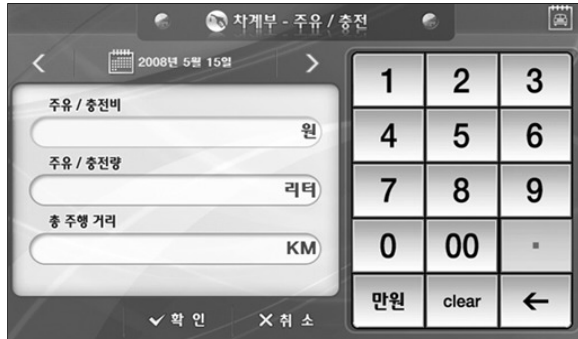 차계부 - 주유 / 충전
2008년 5월 15일
주유 / 충전비
원
주유 / 충전량
리터
총 주행 거리
KM
확 인
취 소
1 2 3
4 5 6
7 8 9
0 00 .
만원 clear ←